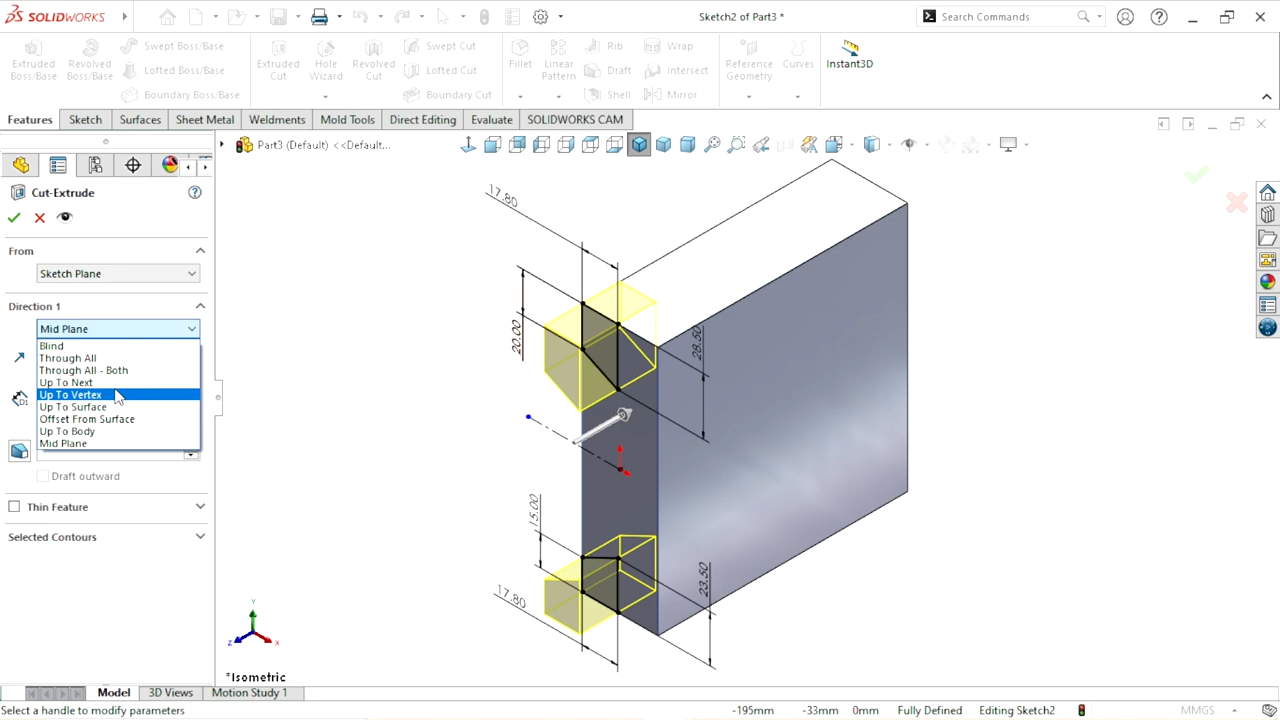 SOLIDWORKS
Sketch2 of Part3 *
Search Commands
Extruded Boss/Base
Revolved Boss/Base
Swept Boss/Base
Lofted Boss/Base
Boundary Boss/Base
Extruded Cut
Hole Wizard
Revolved Cut
Swept Cut
Lofted Cut
Boundary Cut
Fillet
Linear Pattern
Rib
Draft
Shell
Wrap
Intersect
Mirror
Reference Geometry
Curves
Instant3D
Features
Sketch
Surfaces
Sheet Metal
Weldments
Mold Tools
Direct Editing
Evaluate
SOLIDWORKS CAM
Part3 (Default) <<Default...
Cut-Extrude
From
Sketch Plane
Direction 1
Mid Plane
Blind
Through All
Through All - Both
Up To Next
Up To Vertex
Up To Surface
Offset From Surface
Up To Body
Mid Plane
Draft outward
Thin Feature
Selected Contours
17.80
20.00
28.50
15.00
17.80
23.50
Y
Z
X
*Isometric
Model
3D Views
Motion Study 1
Select a handle to modify parameters
-195mm
-33mm
0mm
Fully Defined
Editing Sketch2
MMGS